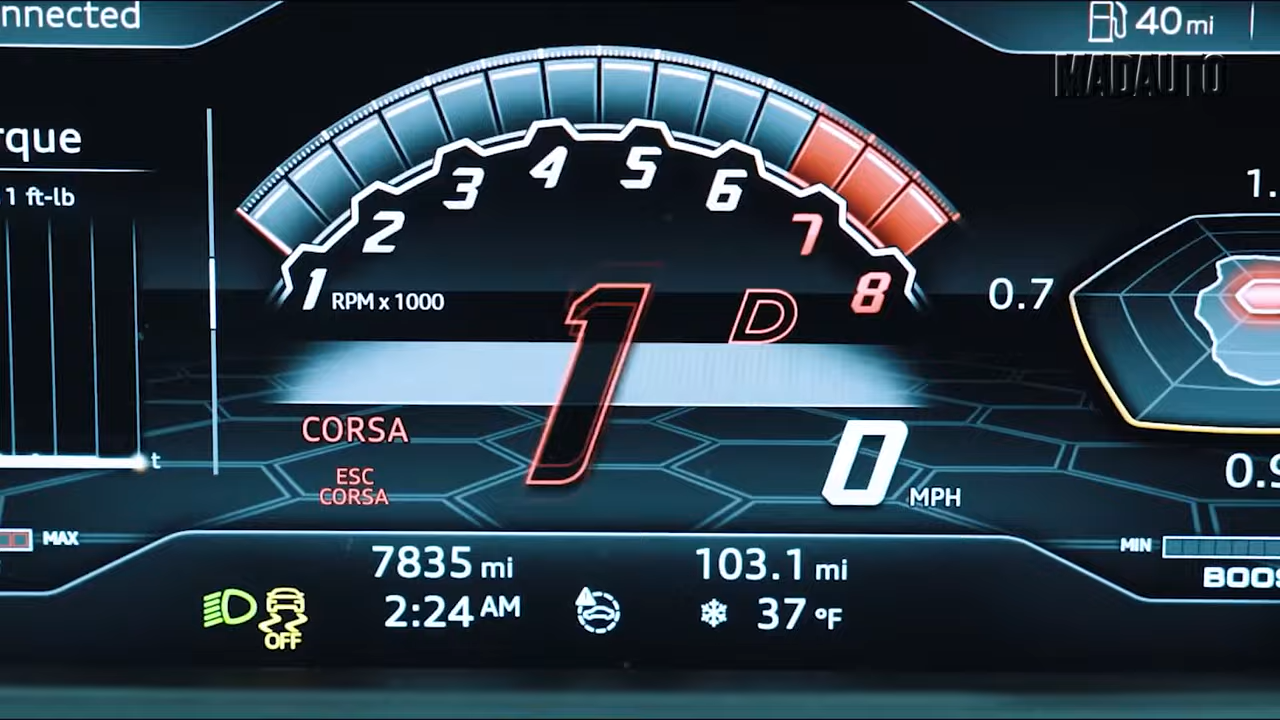 nnected
40 mi
MADAUTO
rque
.1 ft-lb
1 2 3 4 5 6 7 8
RPM x 1000
1 D
1.
0.7
CORSA
ESC
CORSA
0 MPH
0.9
t
MAX
MIN
BOOS
7835 mi
103.1 mi
2:24 AM
37 °F
OFF